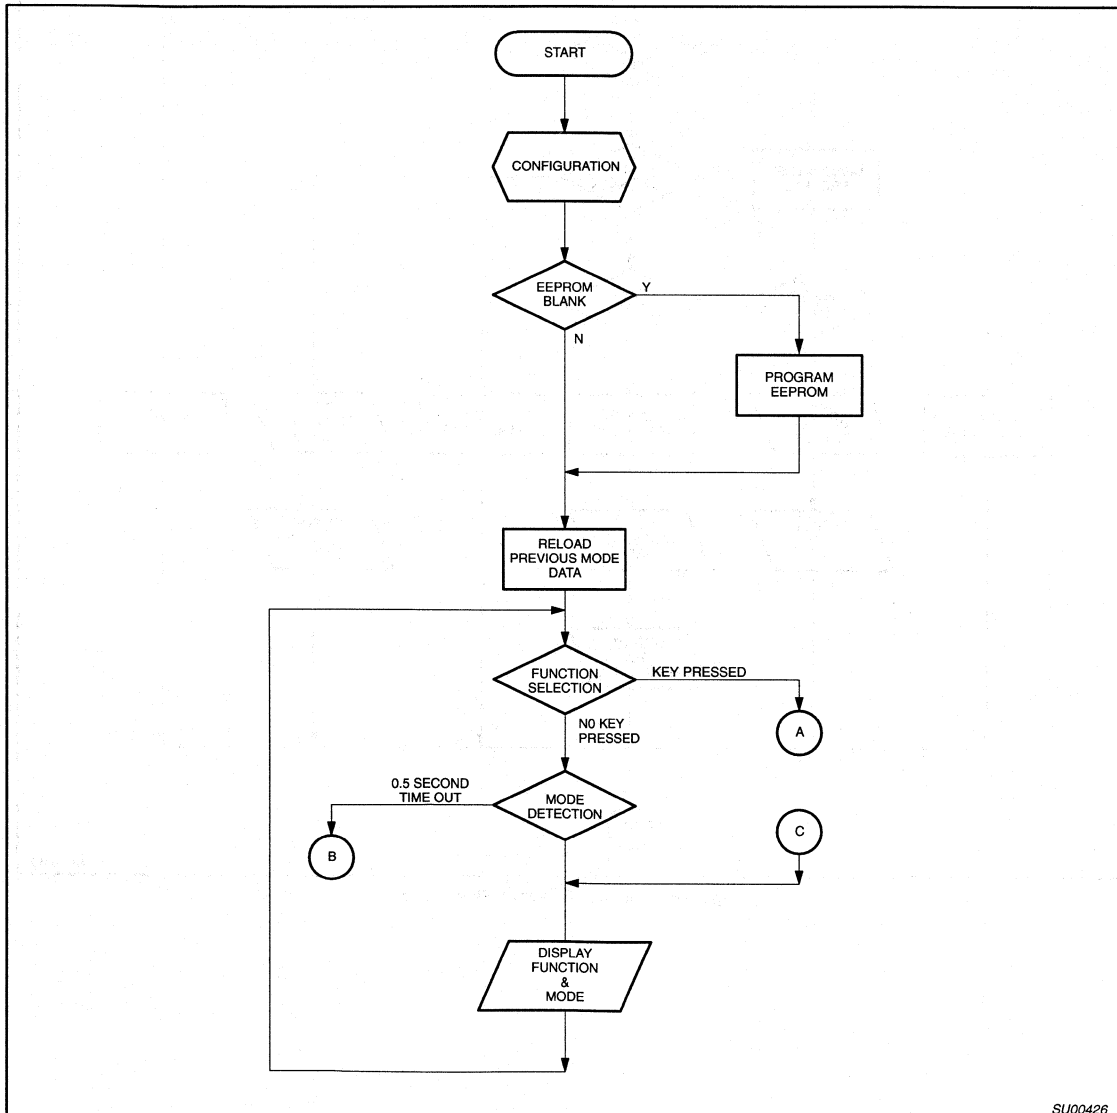 START
CONFIGURATION
EEPROM
BLANK
Y
N
PROGRAM
EEPROM
RELOAD
PREVIOUS MODE
DATA
FUNCTION
SELECTION
KEY PRESSED
A
N0 KEY
PRESSED
0.5 SECOND
TIME OUT
MODE
DETECTION
B
C
DISPLAY
FUNCTION
&
MODE
SU00426